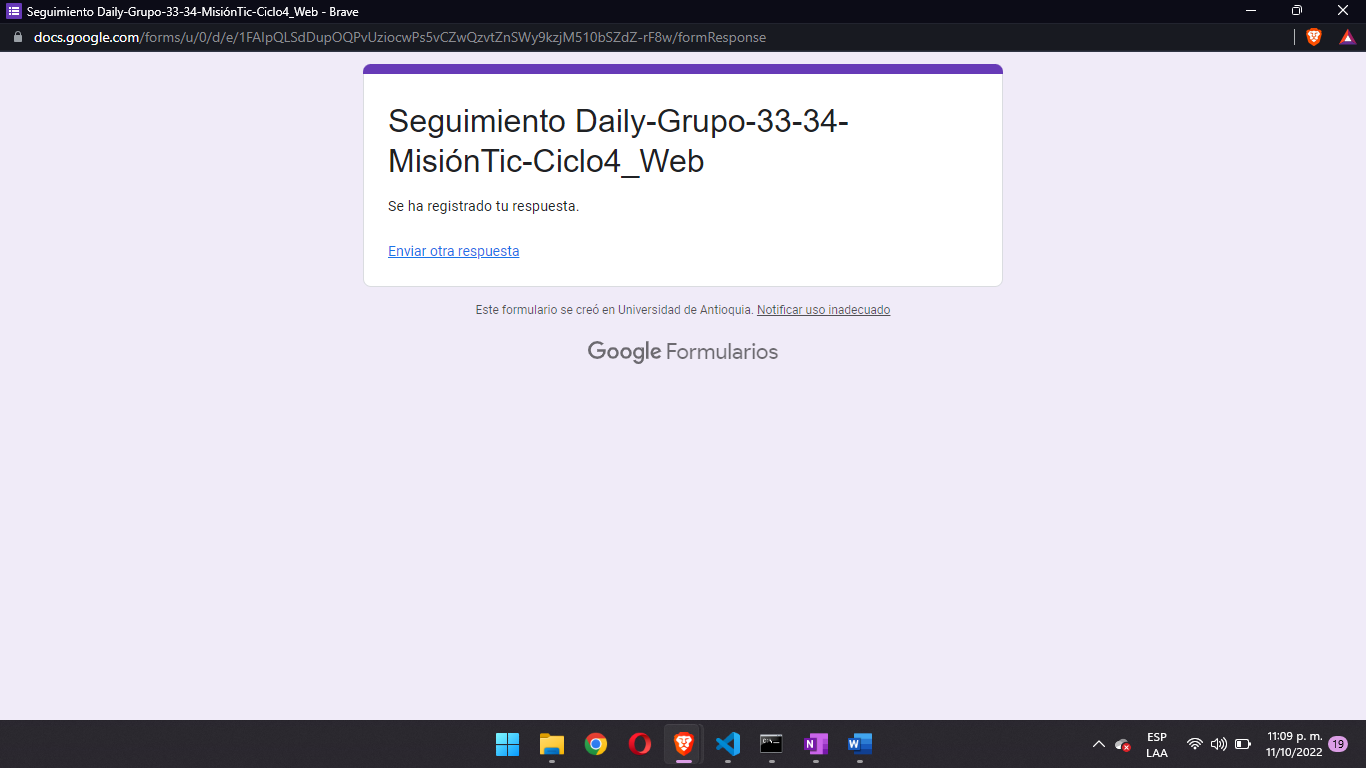 Seguimiento Daily-Grupo-33-34-MisiónTic-Ciclo4_Web - Brave
docs.google.com/forms/u/0/d/e/1FAIpQLSdDupOQPvUziocwPs5vCZwQzvtZnSWy9kzjM510bSZdZ-rF8w/formResponse
Seguimiento Daily-Grupo-33-34-
MisiónTic-Ciclo4_Web
Se ha registrado tu respuesta.
Enviar otra respuesta
Este formulario se creó en Universidad de Antioquia. Notificar uso inadecuado
Google Formularios
ESP
LAA
11:09 p. m.
11/10/2022
19